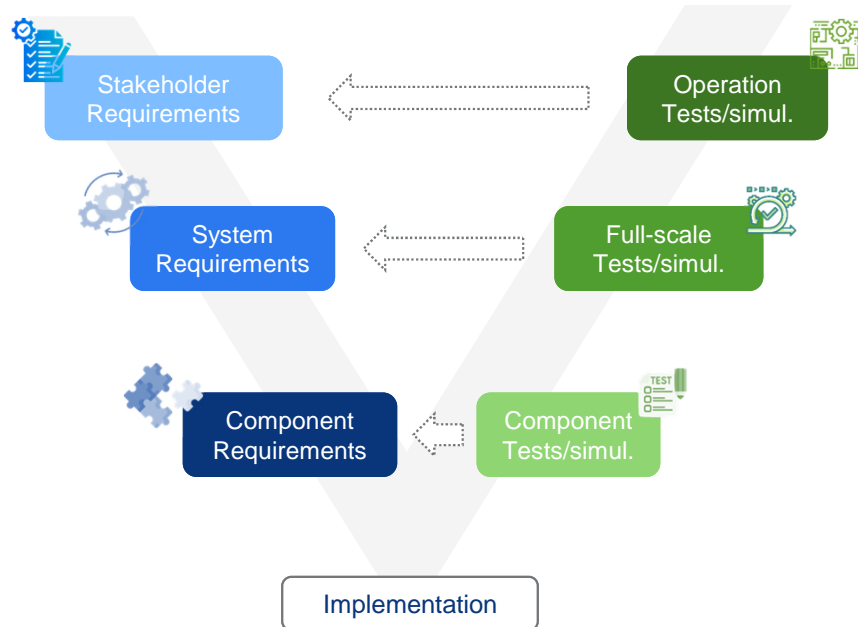 Stakeholder
Requirements
Operation
Tests/simul.
System
Requirements
Full-scale
Tests/simul.
Component
Requirements
TEST
Component
Tests/simul.
Implementation